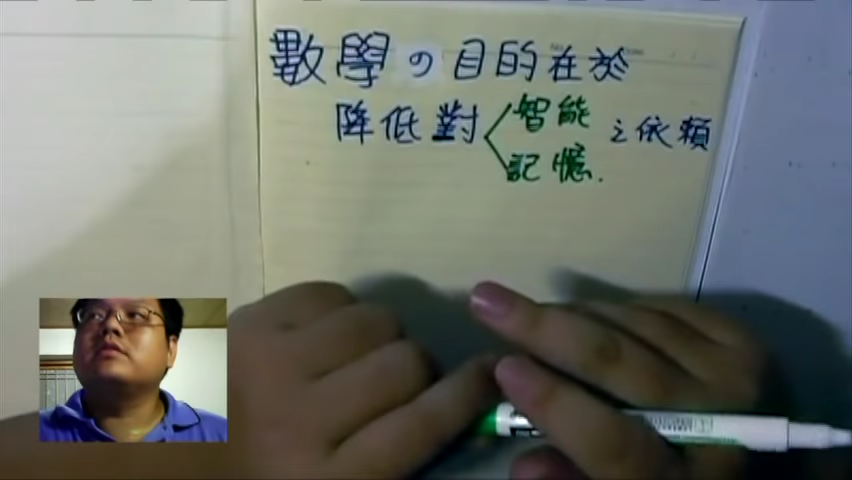 數學の目的在於
降低對智能之依賴
記憶.